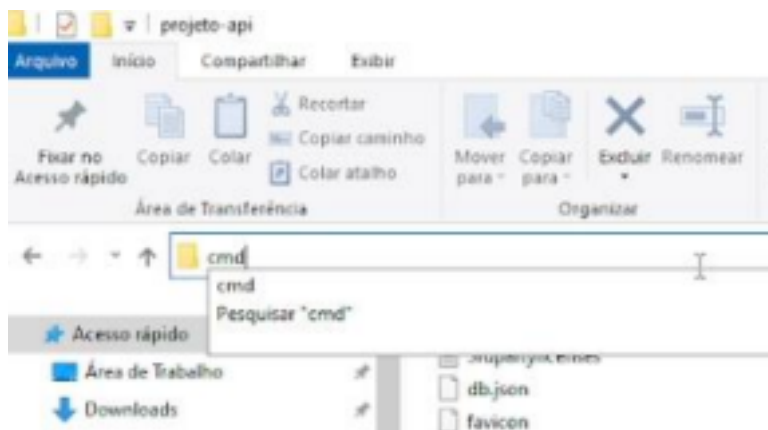 projeto-api
Arquivo Início Compartilhar Exibir
Recortar
Copiar caminho
Colar atalho
Fixar no Acesso rápido
Copiar
Colar
Mover para
Copiar para
Excluir
Renomear
Área de Transferência
Organizar
cmd
cmd
Pesquisar "cmd"
Acesso rápido
Área de Trabalho
Downloads
db.json
favicon